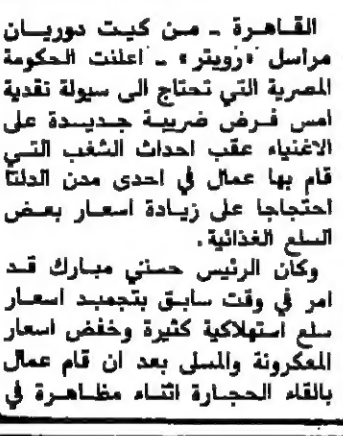 القاهرة ـ من كيت دوريان
مراسل «رويتر» ـ اعلنت الحكومة
المصرية التي تحتاج الى سيولة نقدية
امس فرض ضريبة جديدة على
الاغنياء عقب احداث الشغب التي
قام بها عمال في احدى مدن الدلتا
احتجاجا على زيادة اسعار بعض
السلع الغذائية .
وكان الرئيس حسني مبارك قد
امر في وقت سابق بتجميد اسعار
سلع استهلاكية كثيرة وخفض اسعار
المعكرونة والمسلى بعد ان قام عمال
بالقاء الحجارة اثناء مظاهرة في